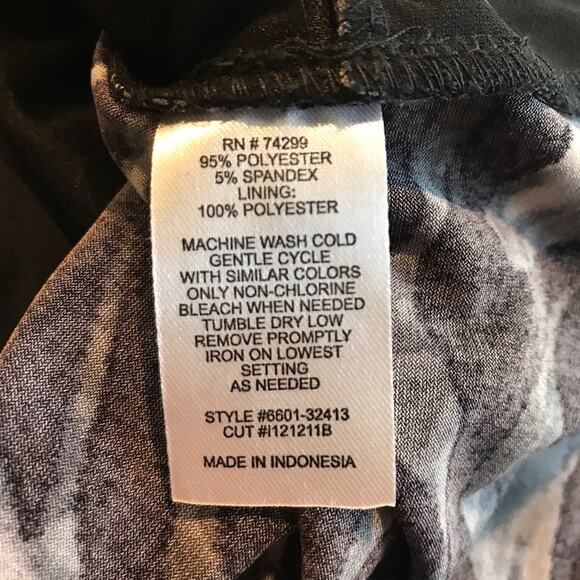 RN # 74299
95% POLYESTER
5% SPANDEX
LINING:
100% POLYESTER
MACHINE WASH COLD
GENTLE CYCLE
WITH SIMILAR COLORS
ONLY NON-CHLORINE
BLEACH WHEN NEEDED
TUMBLE DRY LOW
REMOVE PROMPTLY
IRON ON LOWEST
SETTING
AS NEEDED
STYLE #6601-32413
CUT #I121211B
MADE IN INDONESIA